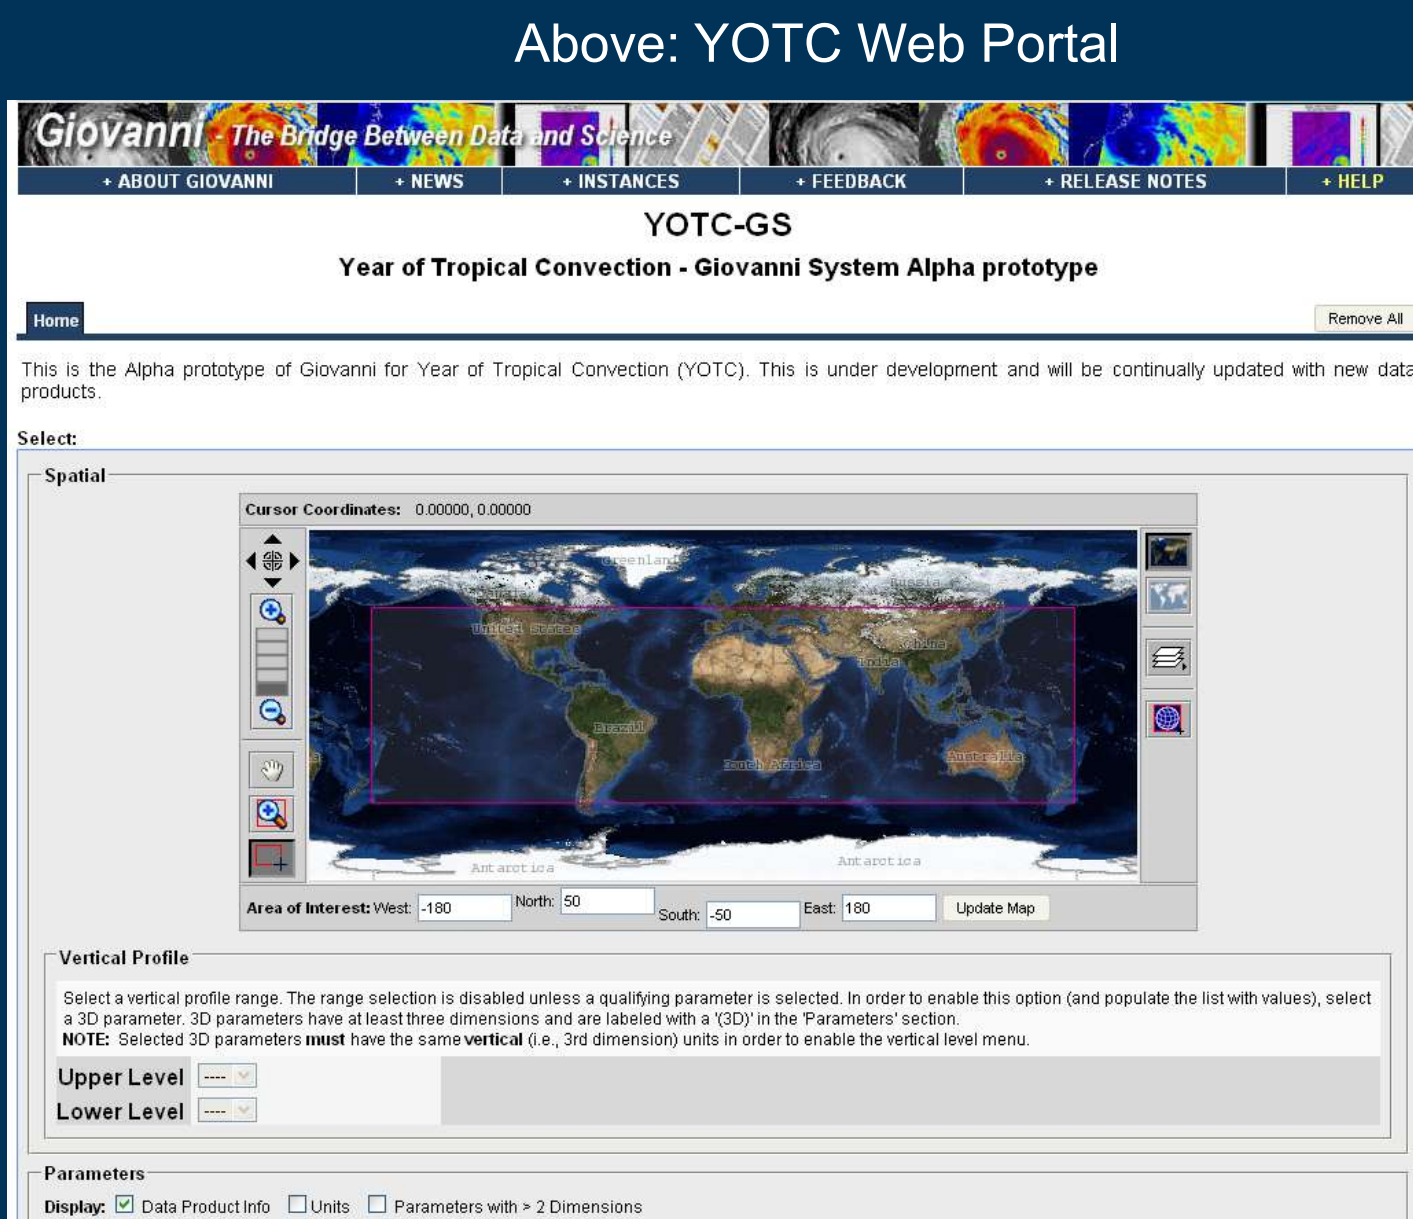 Above: YOTC Web Portal
Giovanni - The Bridge Between Data and Science
+ ABOUT GIOVANNI + NEWS + INSTANCES + FEEDBACK + RELEASE NOTES + HELP
YOTC-GS
Year of Tropical Convection - Giovanni System Alpha prototype
Home Remove All
This is the Alpha prototype of Giovanni for Year of Tropical Convection (YOTC). This is under development and will be continually updated with new data
products.
Select:
Spatial
Cursor Coordinates: 0.00000, 0.00000
Greenland
Russia
Canada
United States
China
India
Brazil
South Africa
Australia
Antarctica
Antarctica
Area of Interest: West: -180 North: 50 South: -50 East: 180 Update Map
Vertical Profile
Select a vertical profile range. The range selection is disabled unless a qualifying parameter is selected. In order to enable this option (and populate the list with values), select
a 3D parameter. 3D parameters have at least three dimensions and are labeled with a '(3D)' in the 'Parameters' section.
NOTE: Selected 3D parameters must have the same vertical (i.e., 3rd dimension) units in order to enable the vertical level menu.
Upper Level ----
Lower Level ----
Parameters
Display: Data Product Info Units Parameters with > 2 Dimensions